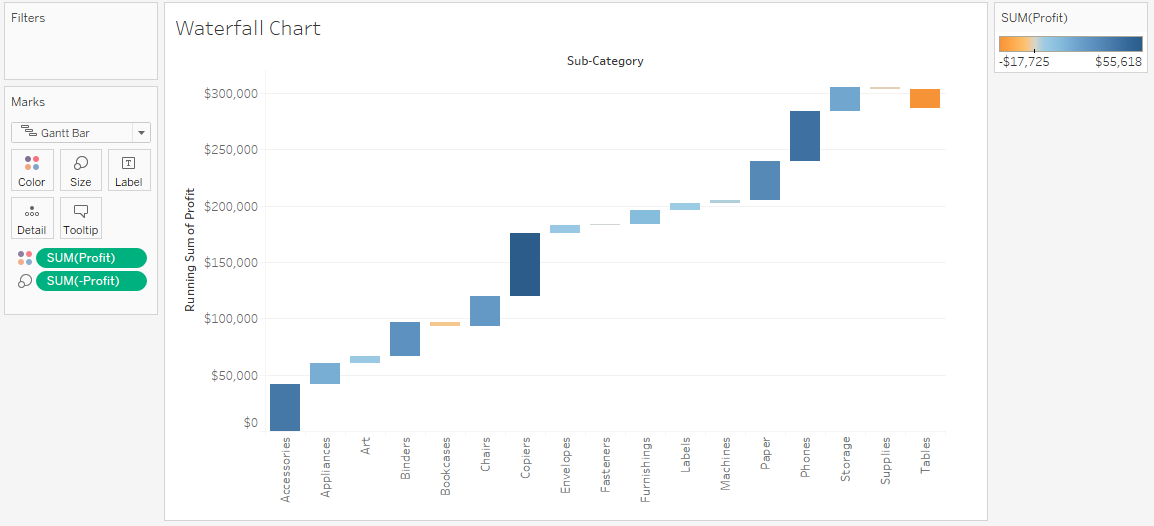 Filters
Marks
Gantt Bar
Color Size Label
Detail Tooltip
SUM(Profit)
SUM(-Profit)
Waterfall Chart
Sub-Category
Running Sum of Profit
$300,000
$250,000
$200,000
$150,000
$100,000
$50,000
$0
Accessories
Appliances
Art
Binders
Bookcases
Chairs
Copiers
Envelopes
Fasteners
Furnishings
Labels
Machines
Paper
Phones
Storage
Supplies
Tables
SUM(Profit)
-$17,725 $55,618